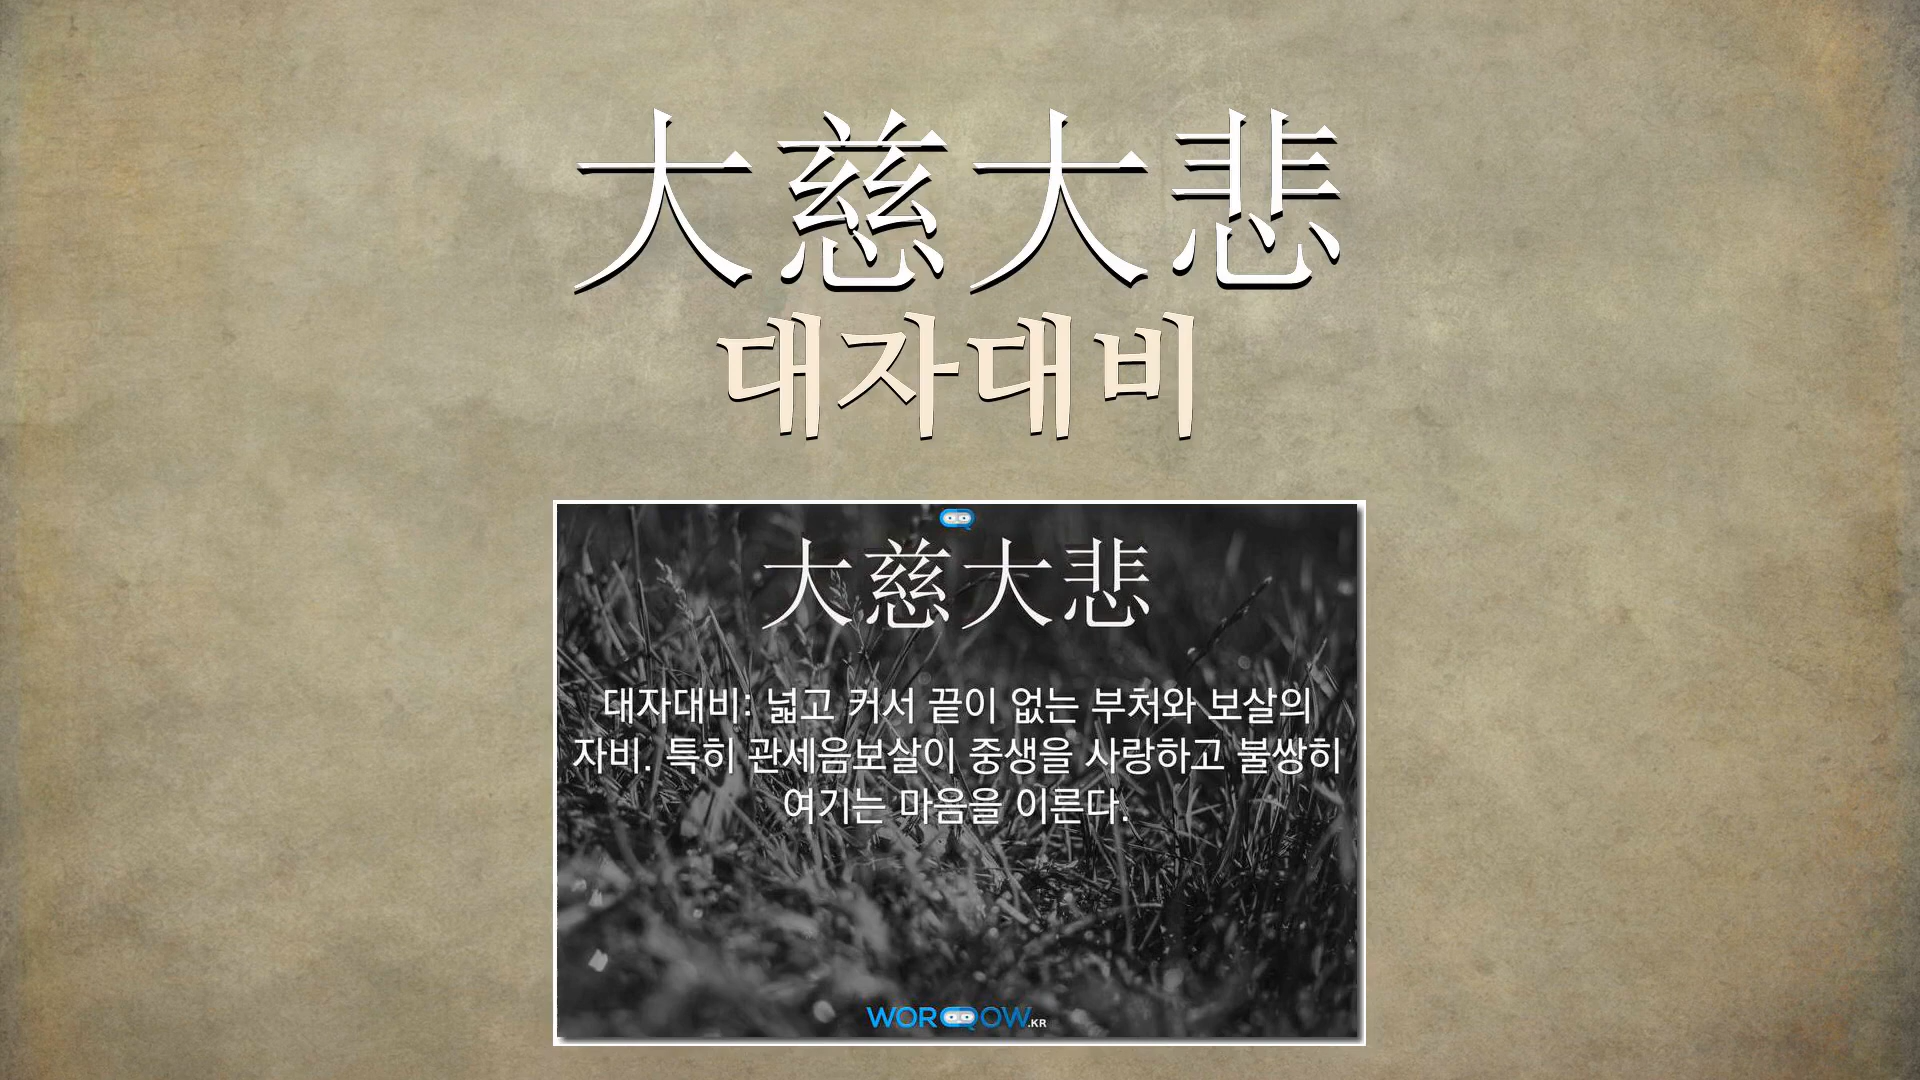 大慈大悲
대자대비
大慈大悲
대자대비: 넓고 커서 끝이 없는 부처와 보살의
자비. 특히 관세음보살이 중생을 사랑하고 불쌍히
여기는 마음을 이른다.
WORQOW.KR